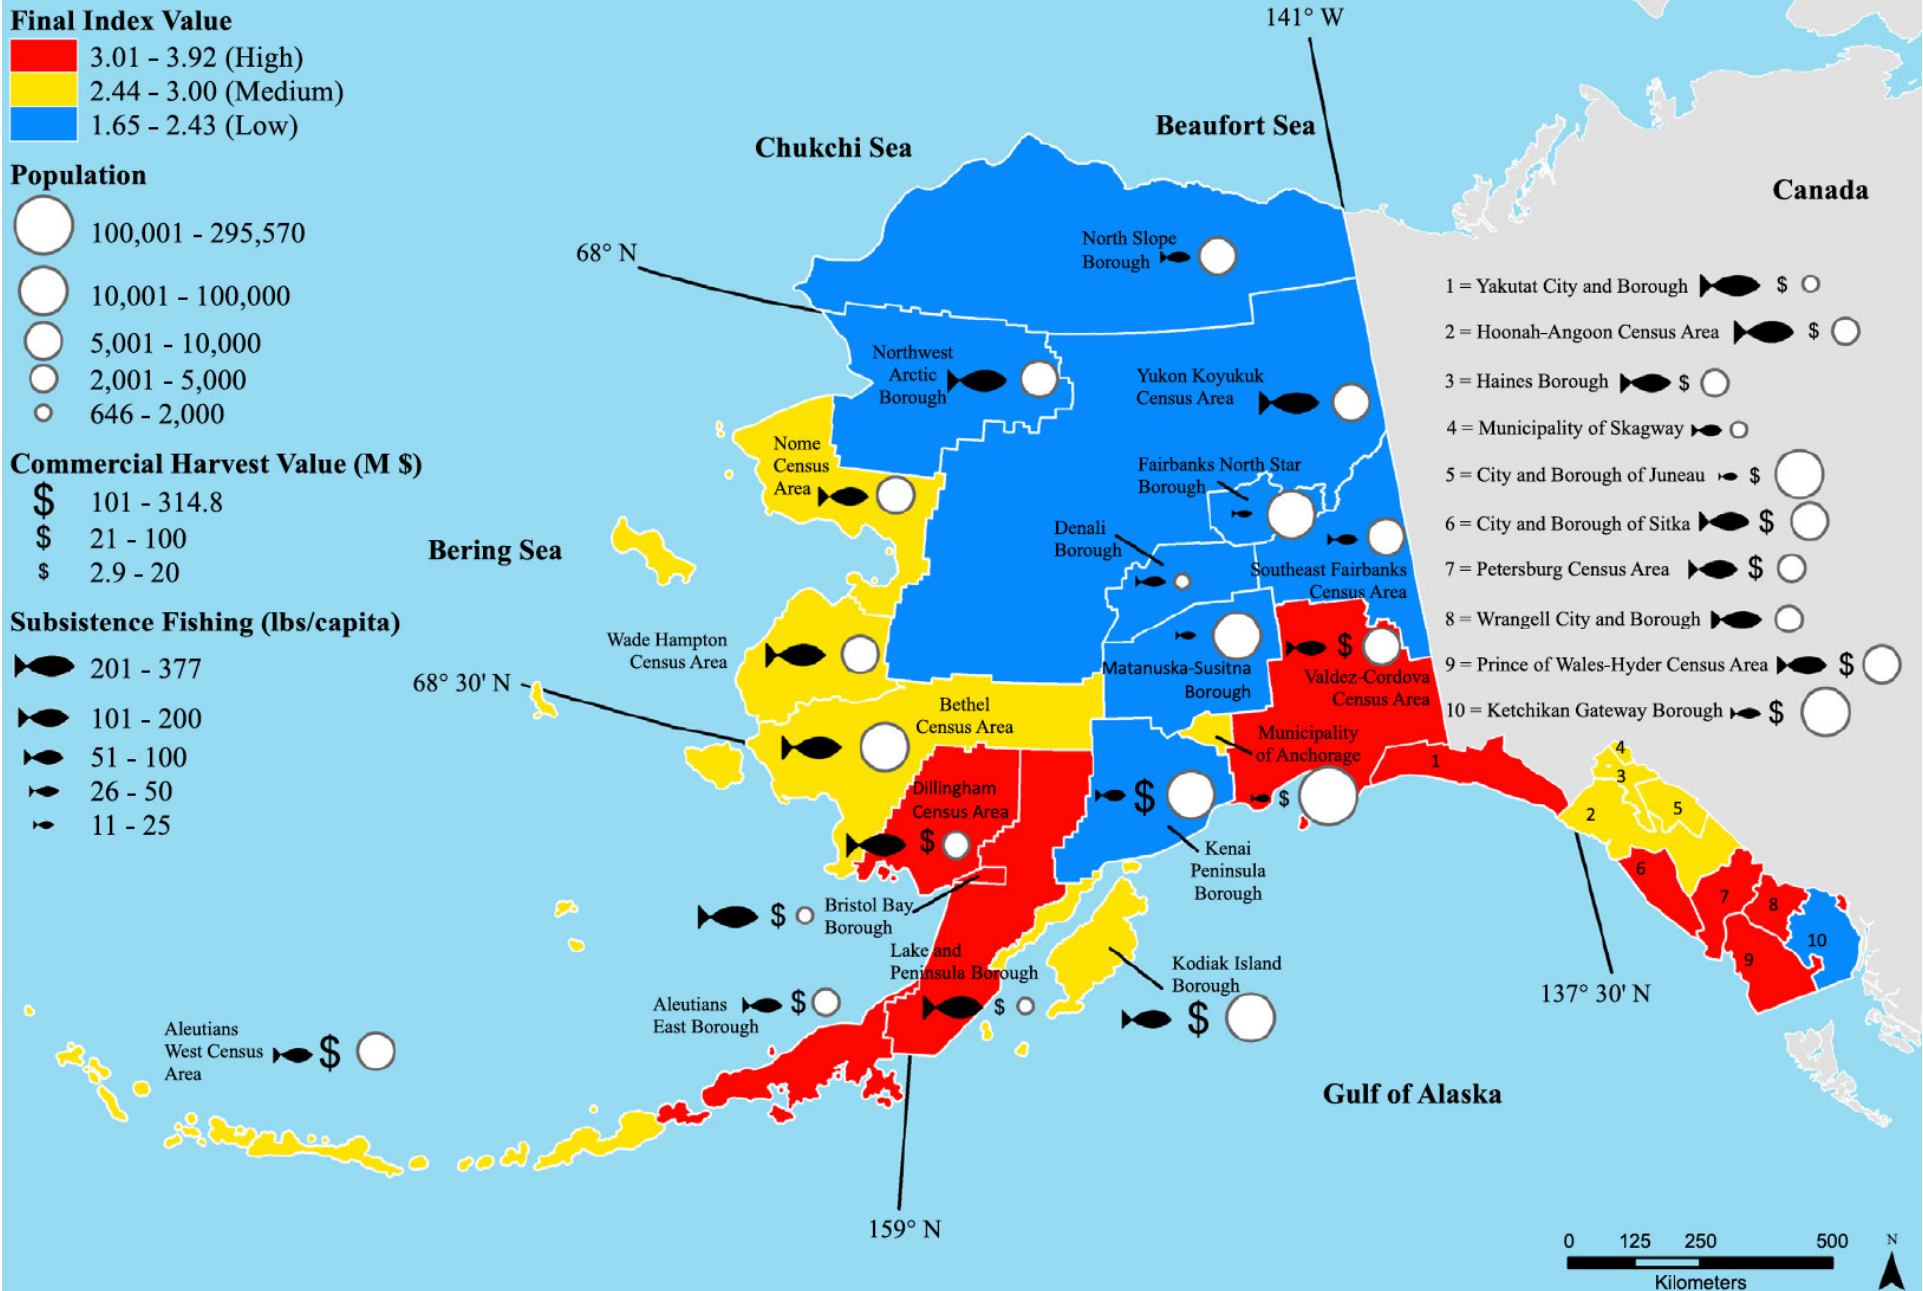 Final Index Value
3.01 - 3.92 (High)
2.44 - 3.00 (Medium)
1.65 - 2.43 (Low)
Population
100,001 - 295,570
10,001 - 100,000
5,001 - 10,000
2,001 - 5,000
646 - 2,000
Commercial Harvest Value (M $)
$ 101 - 314.8
$ 21 - 100
$ 2.9 - 20
Subsistence Fishing (lbs/capita)
201 - 377
101 - 200
51 - 100
26 - 50
11 - 25
141° W
Beaufort Sea
Chukchi Sea
Canada
68° N
North Slope
Borough
Northwest
Arctic
Borough
Yukon Koyukuk
Census Area
Nome
Census
Area
Fairbanks North Star
Borough
Denali
Borough
Southeast Fairbanks
Census Area
Bering Sea
Wade Hampton
Census Area
68° 30' N
Matanuska-Susitna
Borough
$
Valdez-Cordova
Census Area
Bethel
Census Area
Municipality
of Anchorage
$
Dillingham
Census Area
$
$
Kenai
Peninsula
Borough
$
Bristol Bay
Borough
Lake and
Peninsula Borough
$
Kodiak Island
Borough
$
Aleutians
East Borough
$
Aleutians
West Census
Area
$
1 = Yakutat City and Borough $
2 = Hoonah-Angoon Census Area $
3 = Haines Borough $
4 = Municipality of Skagway
5 = City and Borough of Juneau $
6 = City and Borough of Sitka $
7 = Petersburg Census Area $
8 = Wrangell City and Borough
9 = Prince of Wales-Hyder Census Area $
10 = Ketchikan Gateway Borough $
1
4
3
2
5
6
7
8
9
10
137° 30' N
Gulf of Alaska
159° N
0 125 250 500
Kilometers
N